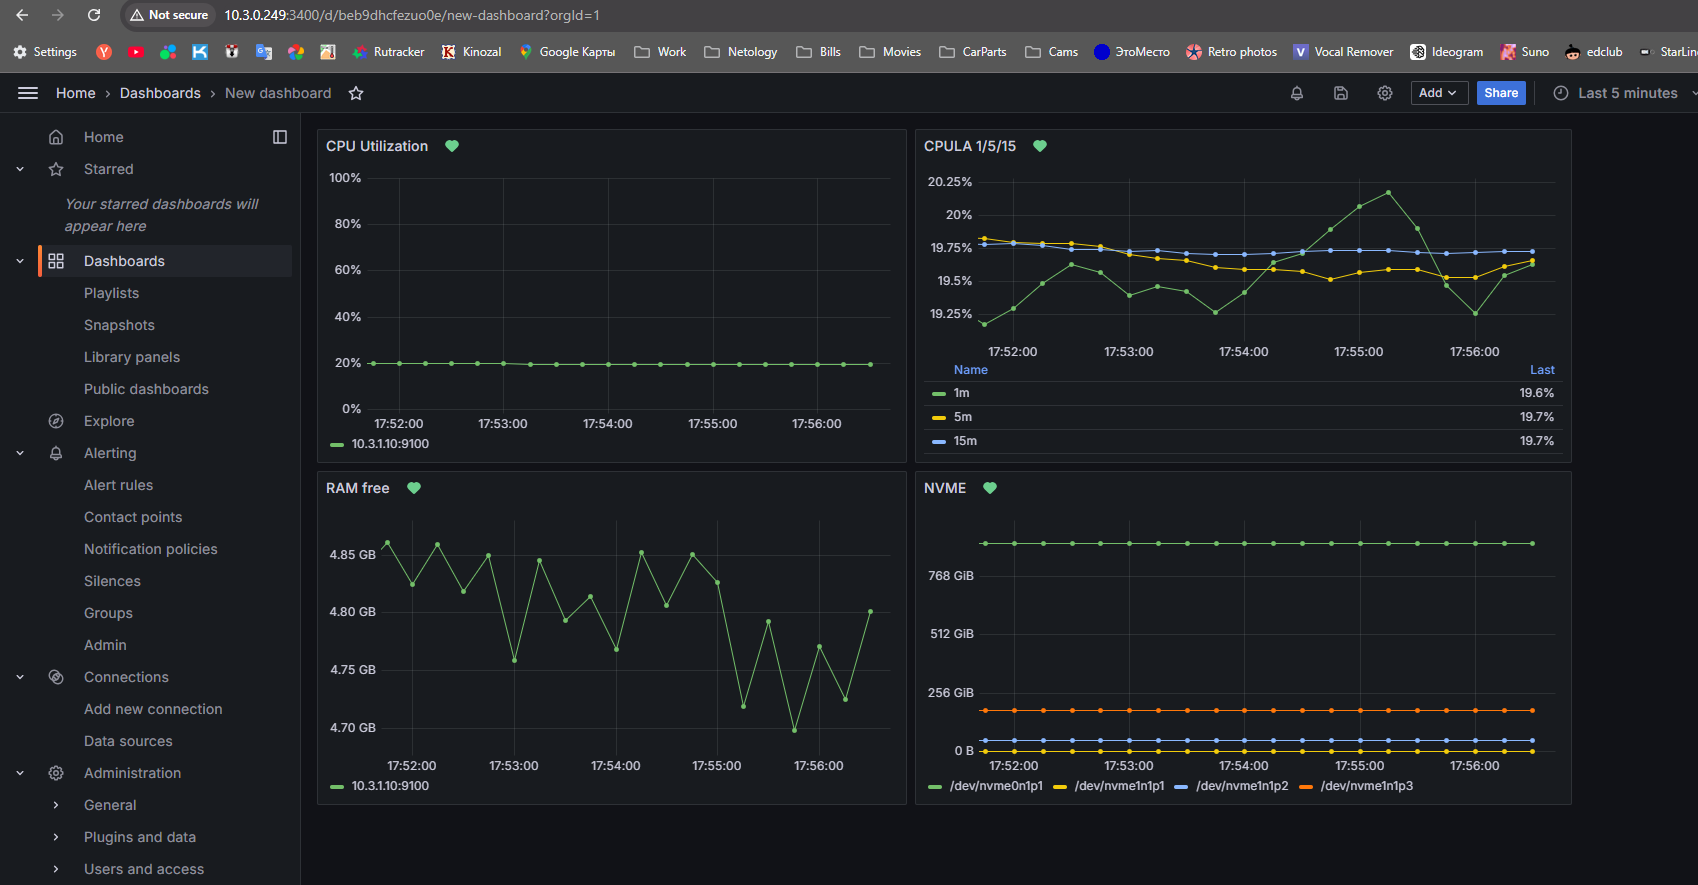 Not secure 10.3.0.249:3400/d/beb9dhcfezuo0e/new-dashboard?orgId=1
Settings Rutracker Kinozal Google Карты Work Netology Bills Movies CarParts Cams ЭтоМесто Retro photos Vocal Remover Ideogram Suno edclub StarLin
Home › Dashboards › New dashboard Add Share Last 5 minutes
Home
Starred
Your starred dashboards will
appear here
Dashboards
Playlists
Snapshots
Library panels
Public dashboards
Explore
Alerting
Alert rules
Contact points
Notification policies
Silences
Groups
Admin
Connections
Add new connection
Data sources
Administration
General
Plugins and data
Users and access
CPU Utilization
100%
80%
60%
40%
20%
0%
17:52:00 17:53:00 17:54:00 17:55:00 17:56:00
10.3.1.10:9100
CPULA 1/5/15
20.25%
20%
19.75%
19.5%
19.25%
17:52:00 17:53:00 17:54:00 17:55:00 17:56:00
Name Last
1m 19.6%
5m 19.7%
15m 19.7%
RAM free
4.85 GB
4.80 GB
4.75 GB
4.70 GB
17:52:00 17:53:00 17:54:00 17:55:00 17:56:00
10.3.1.10:9100
NVME
768 GiB
512 GiB
256 GiB
0 B
17:52:00 17:53:00 17:54:00 17:55:00 17:56:00
/dev/nvme0n1p1 /dev/nvme1n1p1 /dev/nvme1n1p2 /dev/nvme1n1p3